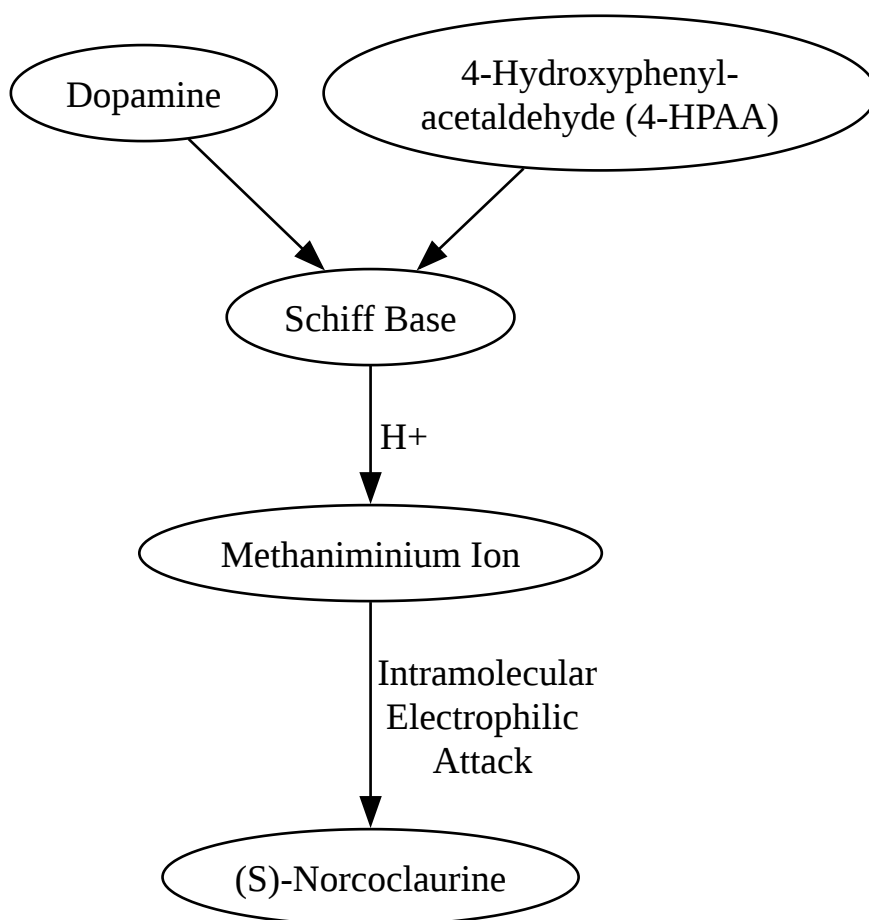 Dopamine
4-Hydroxyphenyl-
acetaldehyde (4-HPAA)
Schiff Base
H+
Methaniminium Ion
Intramolecular
Electrophilic
Attack
(S)-Norcoclaurine